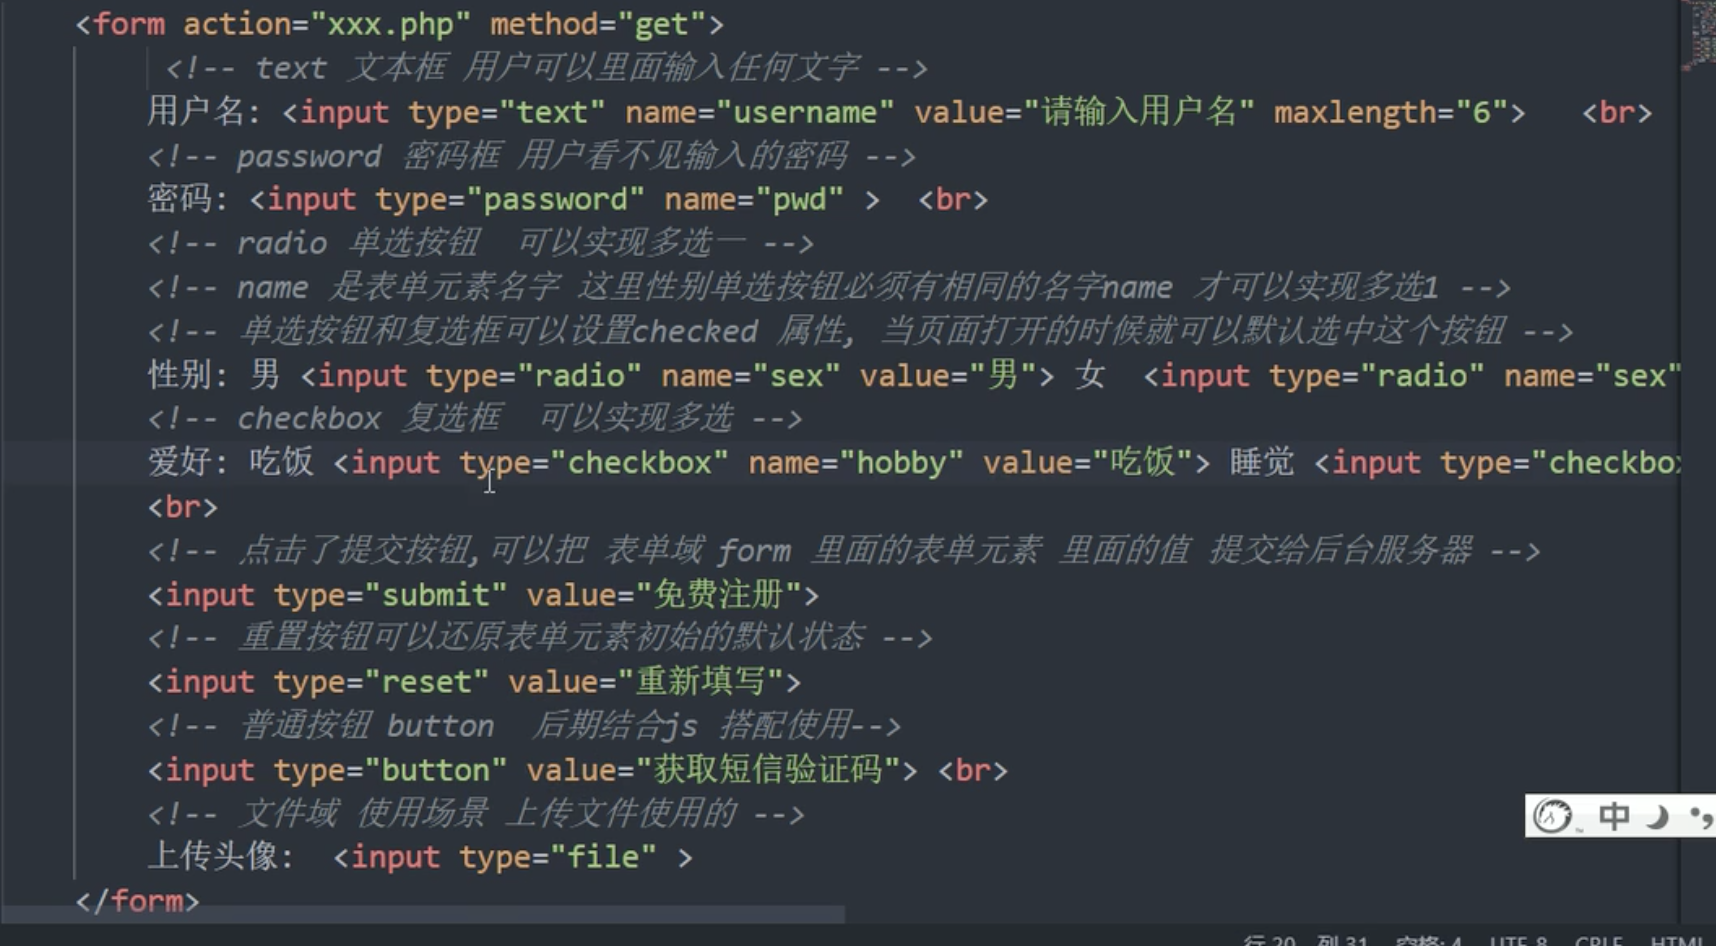 <form action="xxx.php" method="get">
<!-- text 文本框 用户可以里面输入任何文字 -->
用户名: <input type="text" name="username" value="请输入用户名" maxlength="6"> <br>
<!-- password 密码框 用户看不见输入的密码 -->
密码: <input type="password" name="pwd" > <br>
<!-- radio 单选按钮 可以实现多选一 -->
<!-- name 是表单元素名字 这里性别单选按钮必须有相同的名字name 才可以实现多选1 -->
<!-- 单选按钮和复选框可以设置checked 属性, 当页面打开的时候就可以默认选中这个按钮 -->
性别: 男 <input type="radio" name="sex" value="男"> 女 <input type="radio" name="sex"
<!-- checkbox 复选框 可以实现多选 -->
爱好: 吃饭 <input type="checkbox" name="hobby" value="吃饭"> 睡觉 <input type="checkbo
<br>
<!-- 点击了提交按钮,可以把 表单域 form 里面的表单元素 里面的值 提交给后台服务器 -->
<input type="submit" value="免费注册">
<!-- 重置按钮可以还原表单元素初始的默认状态 -->
<input type="reset" value="重新填写">
<!-- 普通按钮 button 后期结合js 搭配使用-->
<input type="button" value="获取短信验证码"> <br>
<!-- 文件域 使用场景 上传文件使用的 -->
中
上传头像: <input type="file" >
</form>
行 20 列 31 空格: 4 UTF-8 CRLF HTML